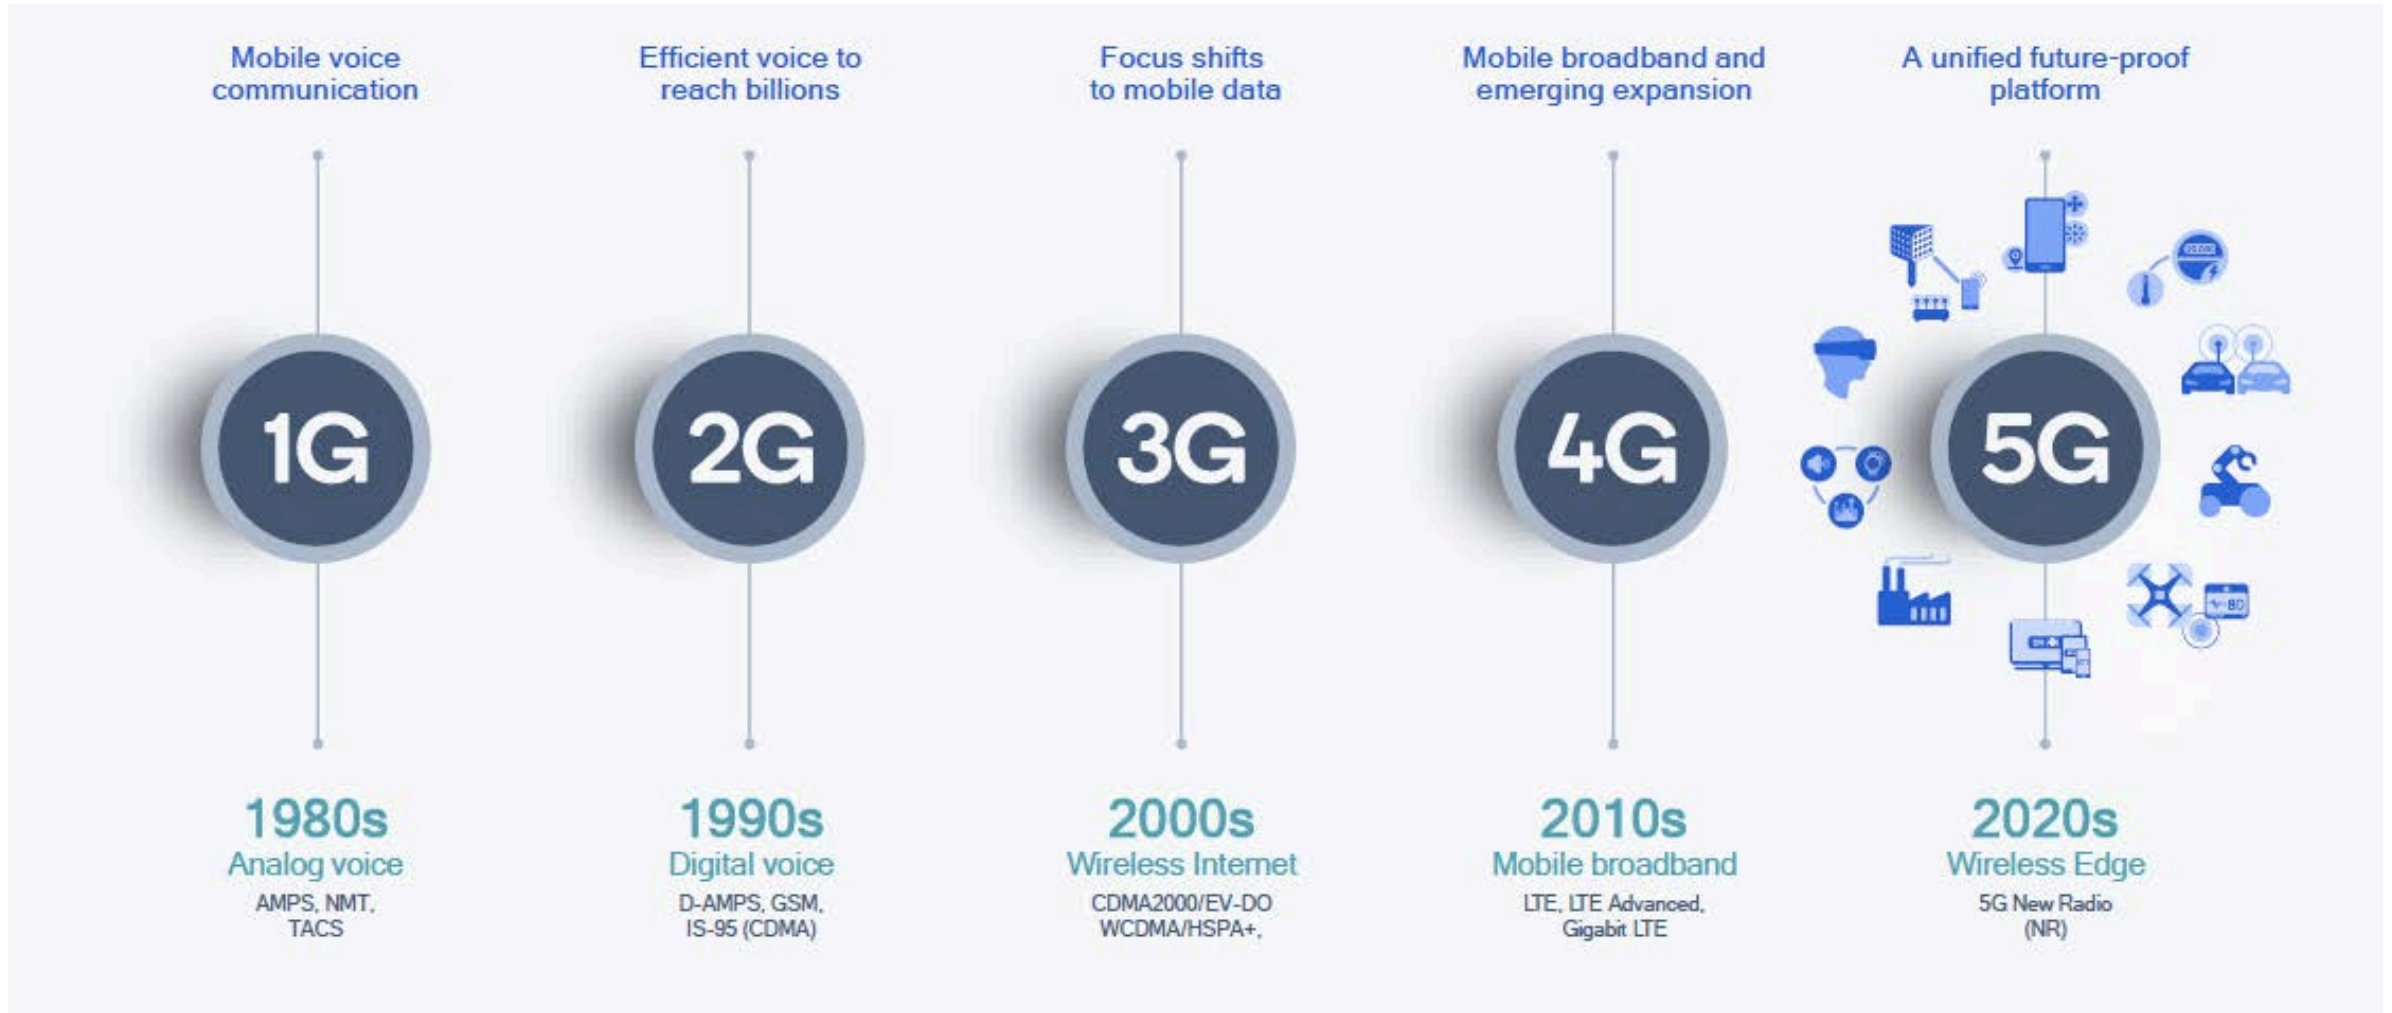 Mobile voice
communication
Efficient voice to
reach billions
Focus shifts
to mobile data
Mobile broadband and
emerging expansion
A unified future-proof
platform
1G
2G
3G
4G
5G
80
1980s
Analog voice
AMPS, NMT,
TACS
1990s
Digital voice
D-AMPS, GSM,
IS-95 (CDMA)
2000s
Wireless Internet
CDMA2000/EV-DO
WCDMA/HSPA+,
2010s
Mobile broadband
LTE, LTE Advanced,
Gigabit LTE
2020s
Wireless Edge
5G New Radio
(NR)